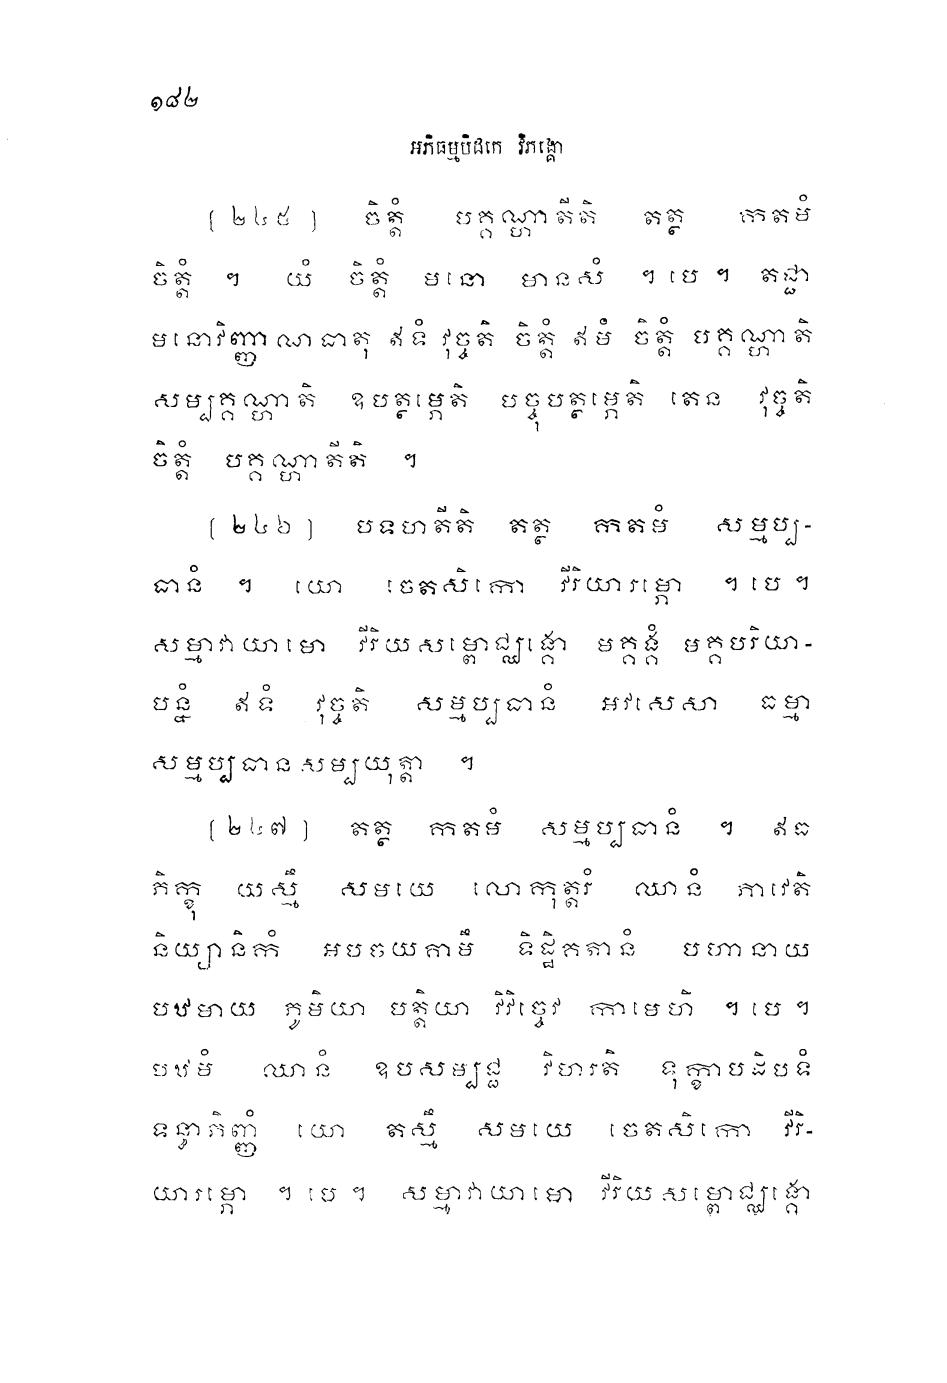 ១៨២
អភិធម្មបិដកេ វិភង្គោ
(២៤៥) ចិត្តំ បគ្គណ្ហាតីតិ តត្ថ កាតមំ
ចិត្តំ ។ យំ ចិត្តំ មនោ មានសំ ។ បេ ។ តជ្ជា
មនោវិញ្ញាណធាតុ ឥទំ វុច្ចតិ ចិត្តំ ឥមំ ចិត្តំ បគ្គណ្ហាតិ
សម្បគ្គណ្ហាតិ ឧបត្ថម្ភេតិ បច្ចុបត្ថម្ភេតិ តេន វុច្ចតិ
ចិត្តំ បគ្គណ្ហាតីតិ ។
(២៤៦) បទហតីតិ តត្ថ កាតមំ សម្មប្ប-
ធានំ ។ យោ ចេតសិកោ វីរិយារម្ភោ ។ បេ ។
សម្មាវាយាមោ វីរិយសម្ពោជ្ឈង្គោ មគ្គង្គំ មគ្គបរិយា-
បន្នំ ឥទំ វុច្ចតិ សម្មប្បធានំ អវសេសា ធម្មា
សម្មប្បធានសម្បយុត្តា ។
(២៤៧) តត្ថ កាតមំ សម្មប្បធានំ ។ ឥធ
ភិក្ខុ យស្មឹ សមយេ លោកុត្តរំ ឈានំ ភាវេតិ
និយ្យានិកំ អបចយគាមឹ ទិដ្ឋិគតានំ បហានាយ
បឋមាយ ភូមិយា បត្តិយា វិវិច្ចេវ កាមេហិ ។ បេ ។
បឋមំ ឈានំ ឧបសម្បជ្ជ វិហរតិ ទុក្ខាបដិបទំ
ទន្ធាភិញ្ញំ យោ តស្មឹ សមយេ ចេតសិកោ វីរិ-
យារម្ភោ ។ បេ ។ សម្មាវាយាមោ វីរិយសម្ពោជ្ឈង្គោ